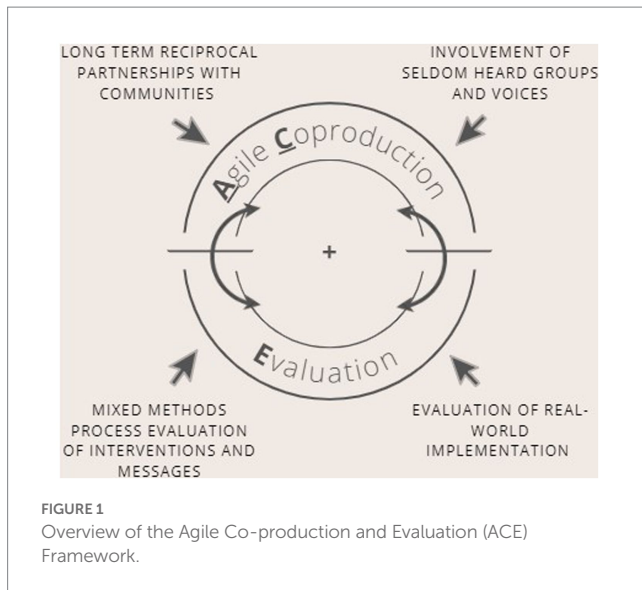 LONG TERM RECIPROCAL
PARTNERSHIPS WITH
COMMUNITIES
INVOLVEMENT OF
SELDOM HEARD GROUPS
AND VOICES
Agile Coproduction
+
Evaluation
MIXED METHODS
PROCESS EVALUATION
OF INTERVENTIONS AND
MESSAGES
EVALUATION OF REAL-
WORLD
IMPLEMENTATION
FIGURE 1
Overview of the Agile Co-production and Evaluation (ACE)
Framework.